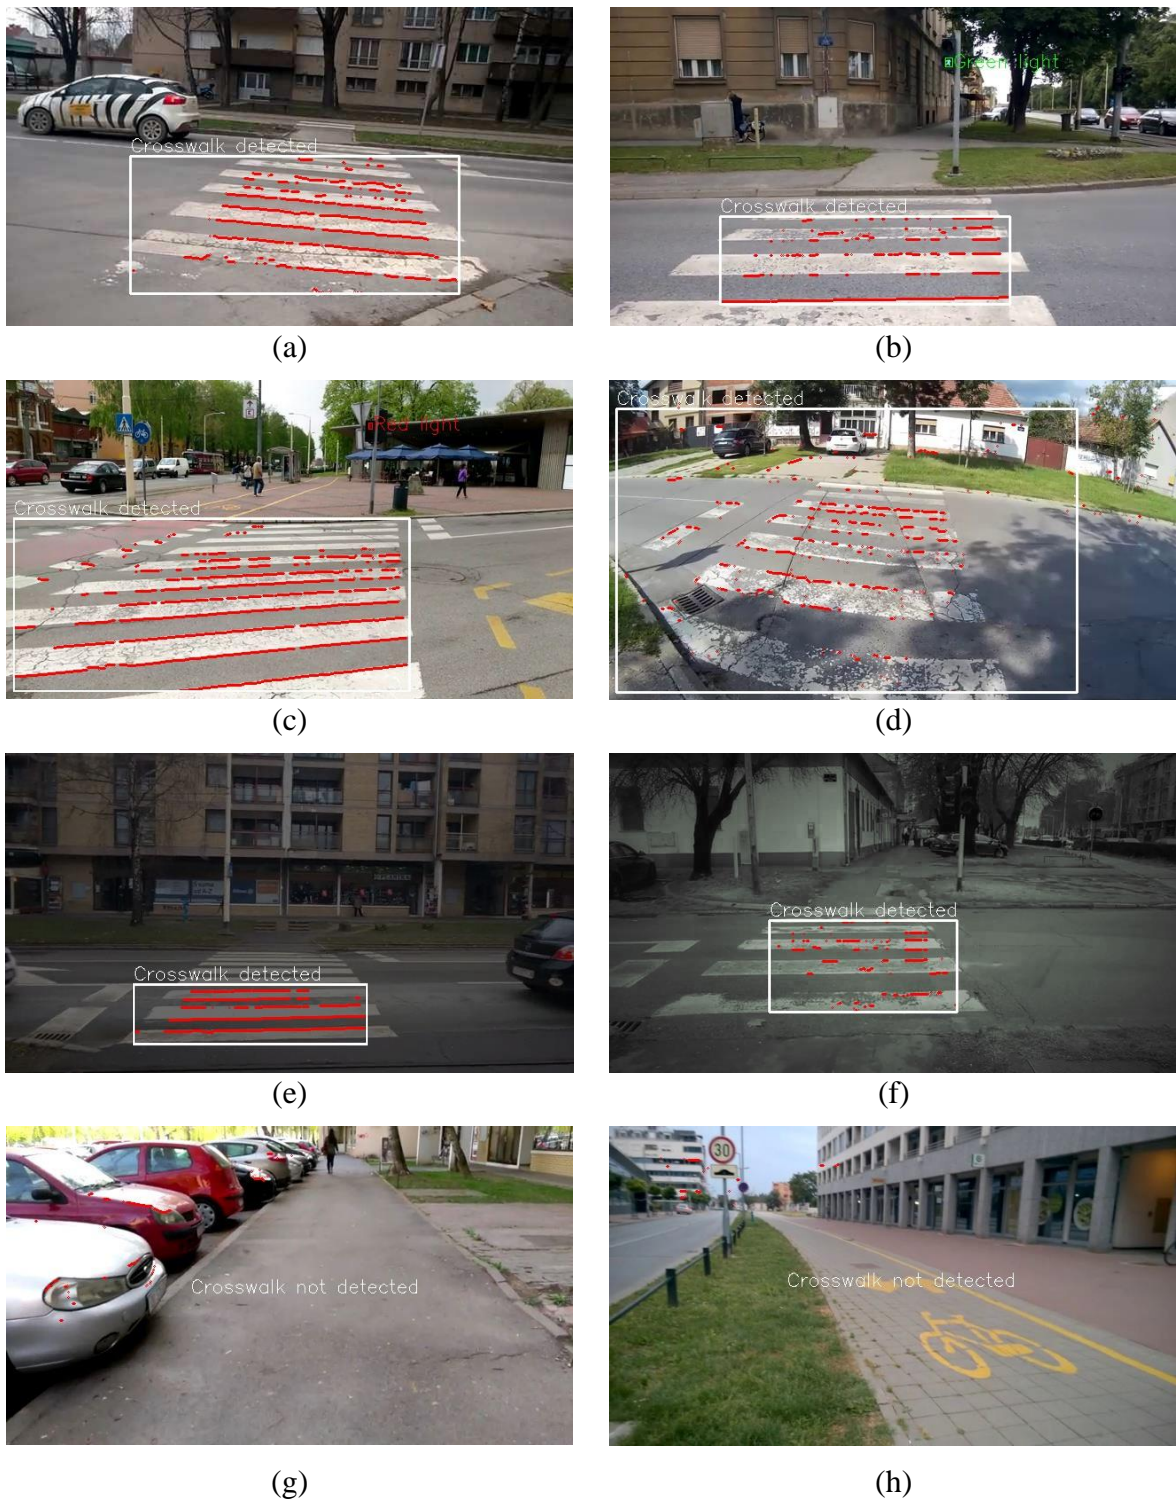 Crosswalk detected
(a)
Green light
Crosswalk detected
(b)
Red light
Crosswalk detected
(c)
Crosswalk detected
(d)
Crosswalk detected
(e)
Crosswalk detected
(f)
Crosswalk not detected
(g)
30
Crosswalk not detected
(h)